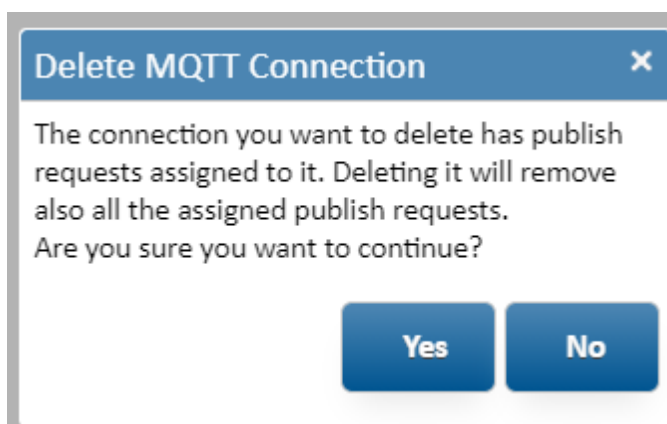 Delete MQTT Connection ×
The connection you want to delete has publish
requests assigned to it. Deleting it will remove
also all the assigned publish requests.
Are you sure you want to continue?
Yes No